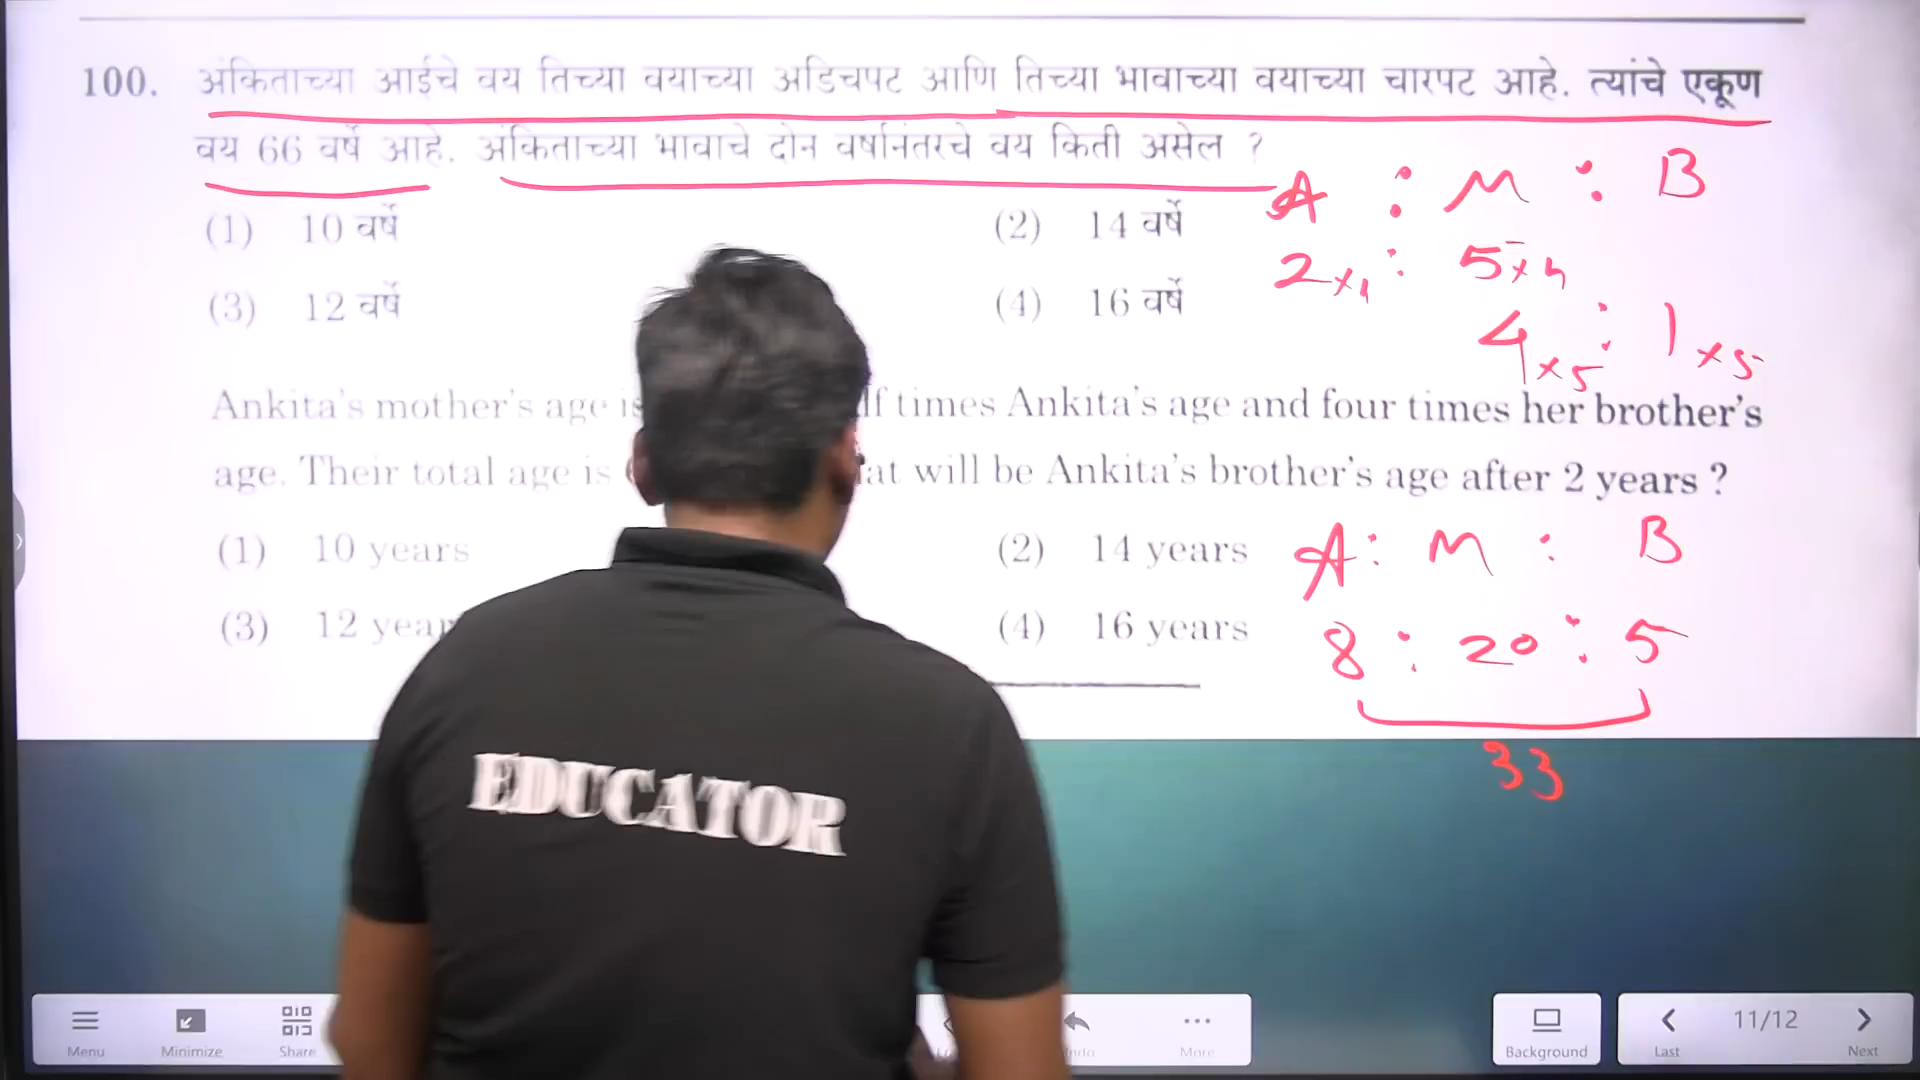 100. अंकिताच्या आईचे वय तिच्या वयाच्या अडिचपट आणि तिच्या भावाच्या वयाच्या चारपट आहे. त्यांचे एकूण
वय 66 वर्षे आहे. अंकिताच्या भावाचे दोन वर्षानंतरचे वय किती असेल ?
(1) 10 वर्षे (2) 14 वर्षे
(3) 12 वर्षे (4) 16 वर्षे
A : M : B
2×4 : 5×4
4×5 : 1×5
Ankita's mother's age is times Ankita's age and four times her brother's
age. Their total age is will be Ankita's brother's age after 2 years ?
(1) 10 years (2) 14 years
(3) 12 (4) 16 years
A : M : B
8 : 20 : 5
33
EDUCATOR
Menu Minimize Share More Background Last 11/12 Next